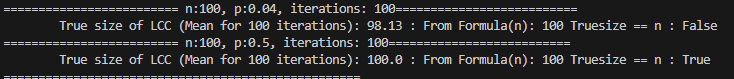 ========================= n:100, p:0.04, iterations: 100==========================
True size of LCC (Mean for 100 iterations): 98.13 : From Formula(n): 100 Truesize == n : False
========================= n:100, p:0.5, iterations: 100==========================
True size of LCC (Mean for 100 iterations): 100.0 : From Formula(n): 100 Truesize == n : True
===================================================